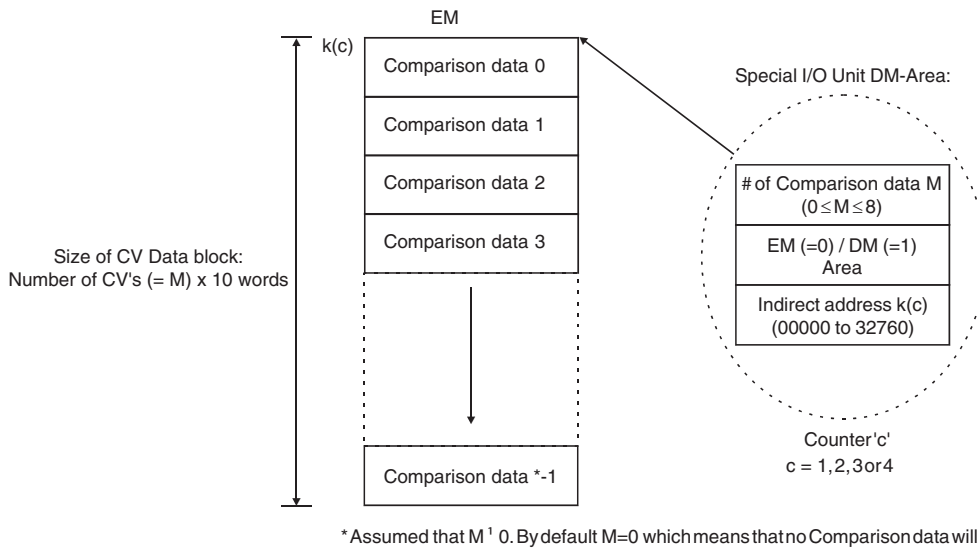 EM
k(c)
Comparison data 0
Comparison data 1
Comparison data 2
Comparison data 3
Comparison data *-1
Size of CV Data block:
Number of CV's (= M) x 10 words
Special I/O Unit DM-Area:
# of Comparison data M
(0≤M≤8)
EM (=0) / DM (=1)
Area
Indirect address k(c)
(00000 to 32760)
Counter'c'
c = 1,2,3or4
*Assumed that M ¹ 0. By default M=0 which means that no Comparison data will